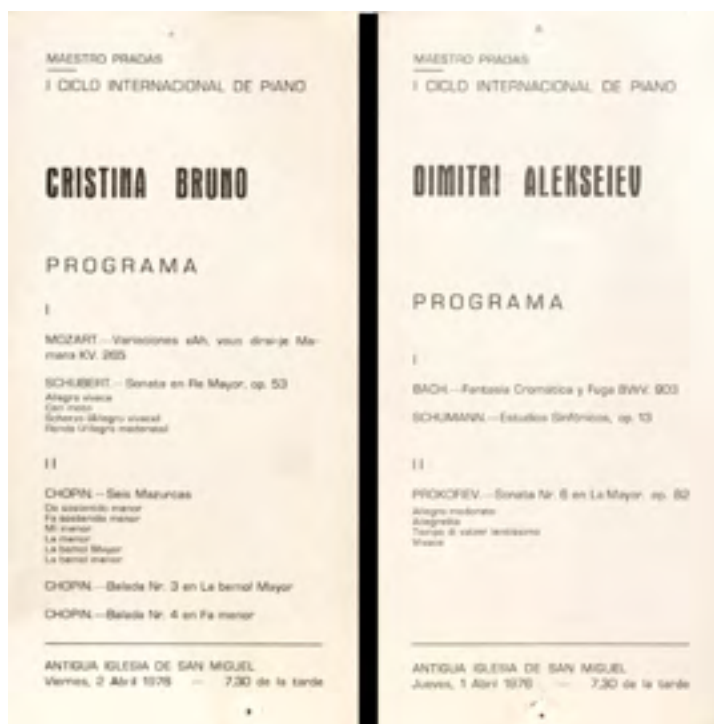 MAESTRO PRADAS
I CICLO INTERNACIONAL DE PIANO
CRISTINA BRUNO
PROGRAMA
I
MOZART.—Variaciones «Ah, vous dirai-je Ma-
mans KV. 265
SCHUBERT.—Sonata en Re Mayor, op. 53
Allegro vivace
Con moto
Scherzo (Allegro vivace)
Rondo (Allegro moderato)
II
CHOPIN.—Seis Mazurcas
Do sostenido menor
Fa sostenido menor
Mi menor
La menor
La bemol Mayor
La bemol menor
CHOPIN.—Balada Nr. 3 en La bemol Mayor
CHOPIN.—Balada Nr. 4 en Fa menor
ANTIGUA IGLESIA DE SAN MIGUEL
Viernes, 2 Abril 1976 — 7,30 de la tarde
MAESTRO PRADAS
I CICLO INTERNACIONAL DE PIANO
DIMITRI ALEKSEIEV
PROGRAMA
I
BACH.—Fantasía Cromática y Fuga BWV. 903
SCHUMANN.—Estudios Sinfónicos, op. 13
II
PROKOFIEV.—Sonata Nr. 6 en La Mayor, op. 82
Allegro moderato
Allegretto
Tiempo di valzer lentissimo
Vivace
ANTIGUA IGLESIA DE SAN MIGUEL
Jueves, 1 Abril 1976 — 7,30 de la tarde